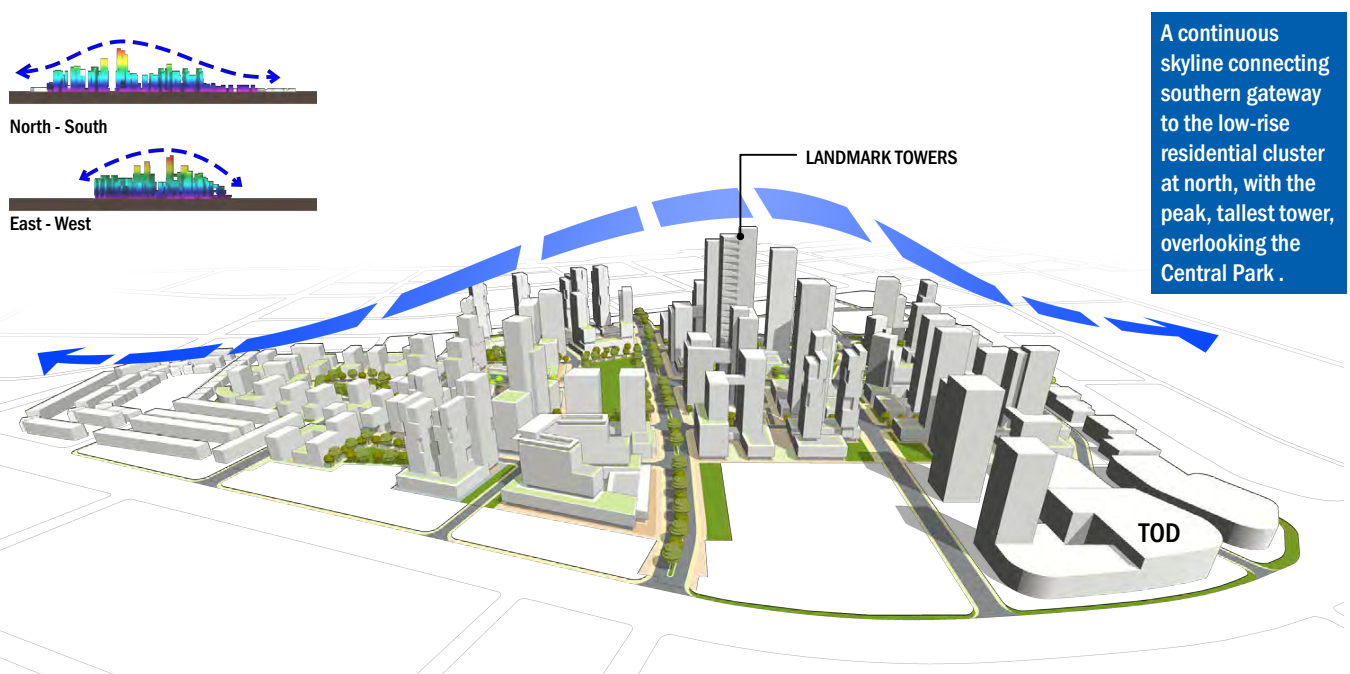 North - South
East - West
LANDMARK TOWERS
A continuous
skyline connecting
southern gateway
to the low-rise
residential cluster
at north, with the
peak, tallest tower,
overlooking the
Central Park .
TOD